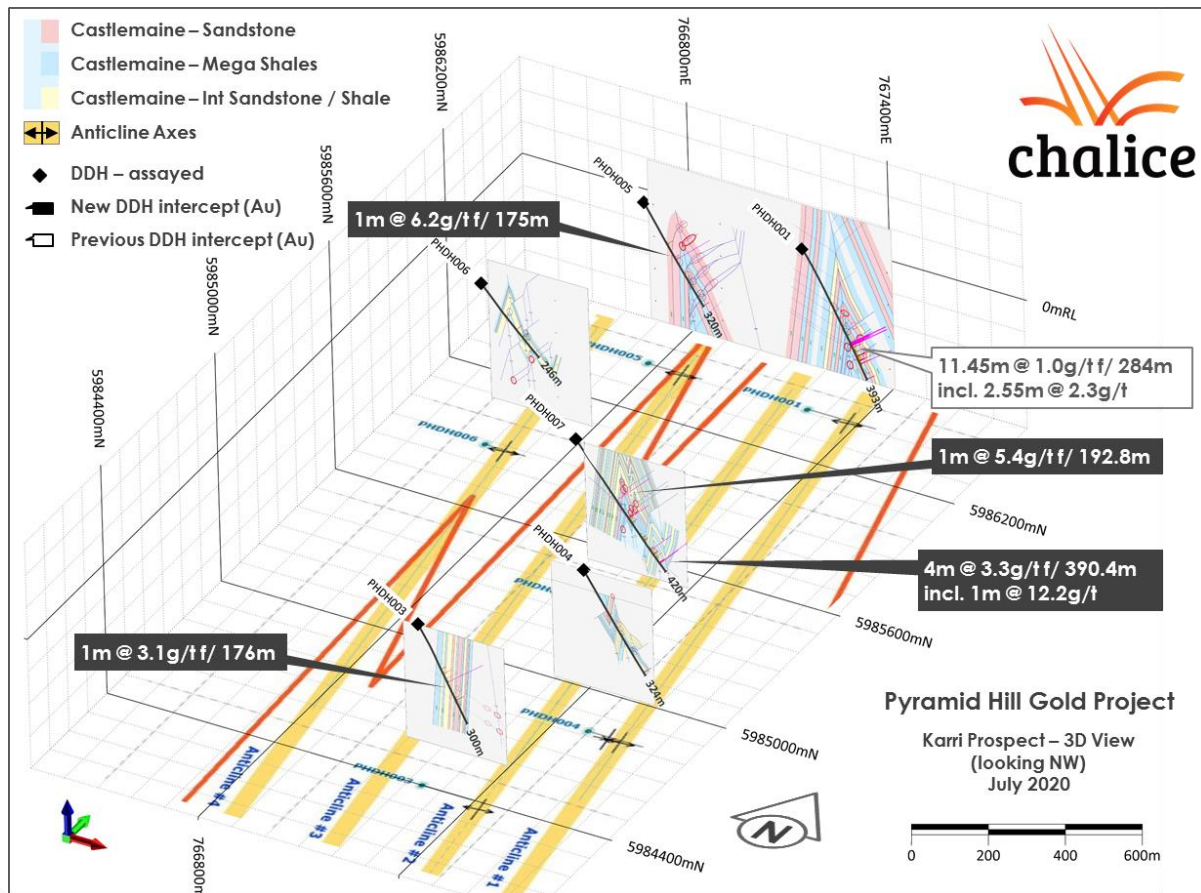 Castlemaine – Sandstone
Castlemaine – Mega Shales
Castlemaine – Int Sandstone / Shale
Anticline Axes
DDH – assayed
New DDH intercept (Au)
Previous DDH intercept (Au)
chalice
5986200mN
5985600mN
5985000mN
5984400mN
766800mE
767400mE
0mRL
PHDH005
PHDH001
1m @ 6.2g/t f/ 175m
PHDH006
320m
393m
246m
11.45m @ 1.0g/t f/ 284m
incl. 2.55m @ 2.3g/t
PHDH005
PHDH001
PHDH007
PHDH006
1m @ 5.4g/t f/ 192.8m
5986200mN
PHDH004
420m
4m @ 3.3g/t f/ 390.4m
incl. 1m @ 12.2g/t
5985600mN
PHDH003
1m @ 3.1g/t f/ 176m
324m
300m
Pyramid Hill Gold Project
Karri Prospect – 3D View
(looking NW)
July 2020
5985000mN
PHDH004
PHDH003
Anticline #4
Anticline #3
Anticline #2
Anticline #1
N
5984400mN
766800m
0 200 400 600m